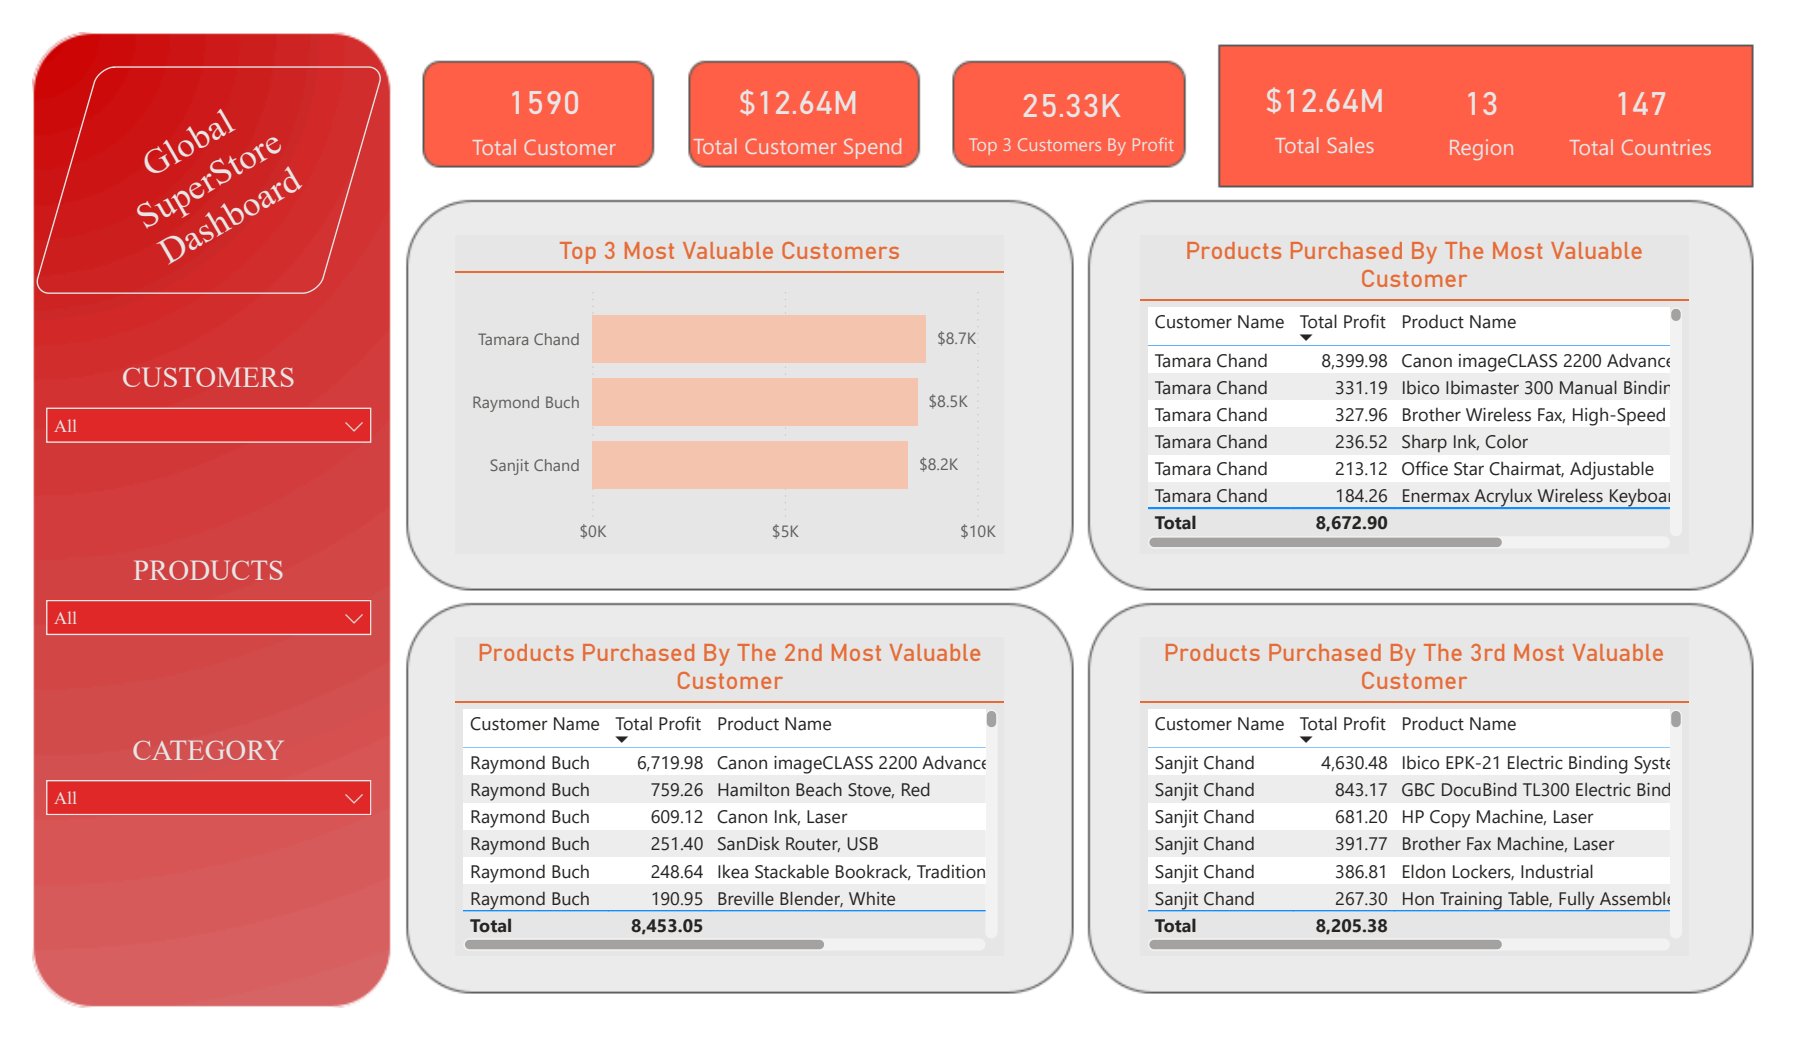 Global
SuperStore
Dashboard
CUSTOMERS
All
PRODUCTS
All
CATEGORY
All
1590
Total Customer
$12.64M
Total Customer Spend
25.33K
Top 3 Customers By Profit
$12.64M
Total Sales
13
Region
147
Total Countries
Top 3 Most Valuable Customers
Tamara Chand $8.7K
Raymond Buch $8.5K
Sanjit Chand $8.2K
$0K $5K $10K
Products Purchased By The Most Valuable
Customer
Customer Name Total Profit Product Name
Tamara Chand 8,399.98 Canon imageCLASS 2200 Advance
Tamara Chand 331.19 Ibico Ibimaster 300 Manual Bindin
Tamara Chand 327.96 Brother Wireless Fax, High-Speed
Tamara Chand 236.52 Sharp Ink, Color
Tamara Chand 213.12 Office Star Chairmat, Adjustable
Tamara Chand 184.26 Enermax Acrylux Wireless Keyboar
Total 8,672.90
Products Purchased By The 2nd Most Valuable
Customer
Customer Name Total Profit Product Name
Raymond Buch 6,719.98 Canon imageCLASS 2200 Advance
Raymond Buch 759.26 Hamilton Beach Stove, Red
Raymond Buch 609.12 Canon Ink, Laser
Raymond Buch 251.40 SanDisk Router, USB
Raymond Buch 248.64 Ikea Stackable Bookrack, Tradition
Raymond Buch 190.95 Breville Blender, White
Total 8,453.05
Products Purchased By The 3rd Most Valuable
Customer
Customer Name Total Profit Product Name
Sanjit Chand 4,630.48 Ibico EPK-21 Electric Binding Syste
Sanjit Chand 843.17 GBC DocuBind TL300 Electric Bind
Sanjit Chand 681.20 HP Copy Machine, Laser
Sanjit Chand 391.77 Brother Fax Machine, Laser
Sanjit Chand 386.81 Eldon Lockers, Industrial
Sanjit Chand 267.30 Hon Training Table, Fully Assemble
Total 8,205.38